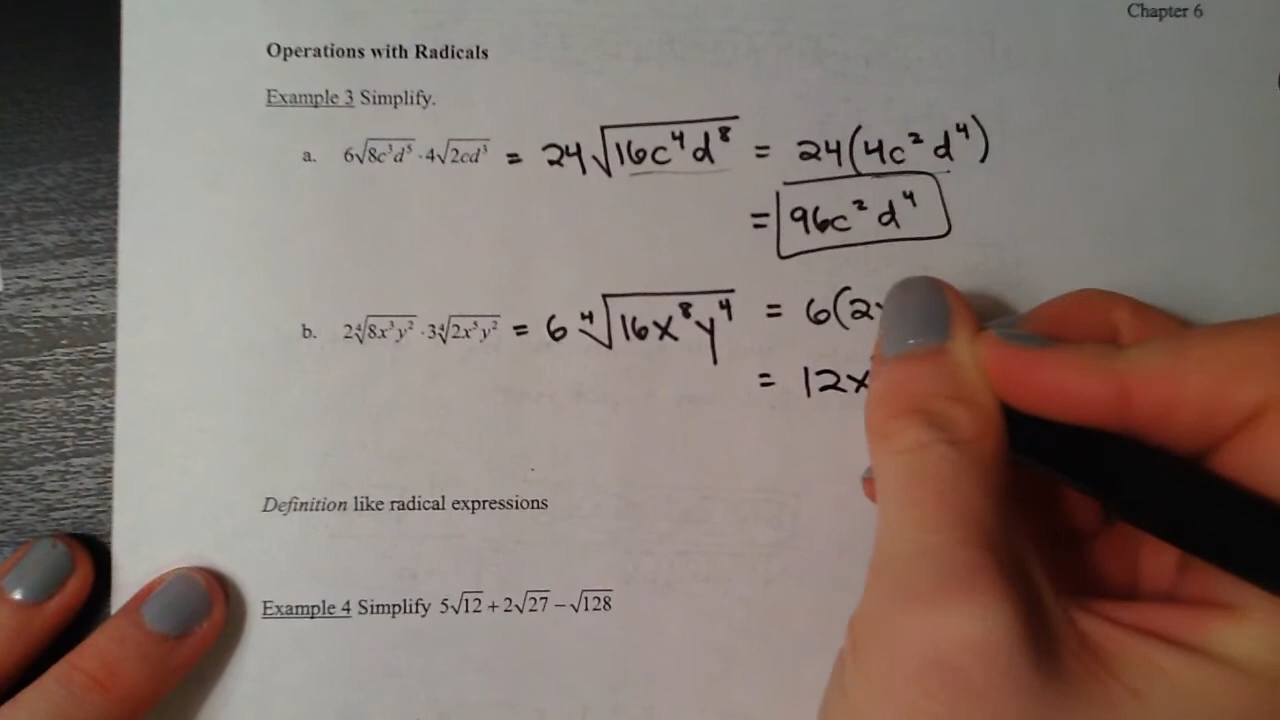 Chapter 6
Operations with Radicals
Example 3 Simplify.
a. 6√8c³d⁵ · 4√2cd³ = 24√16c⁴d⁸ = 24(4c²d⁴)
= 96c²d⁴
b. 2∜8x³y² · 3∜2x⁵y² = 6∜16x⁸y⁴ = 6(2
= 12x
Definition like radical expressions
Example 4 Simplify 5√12 + 2√27 − √128